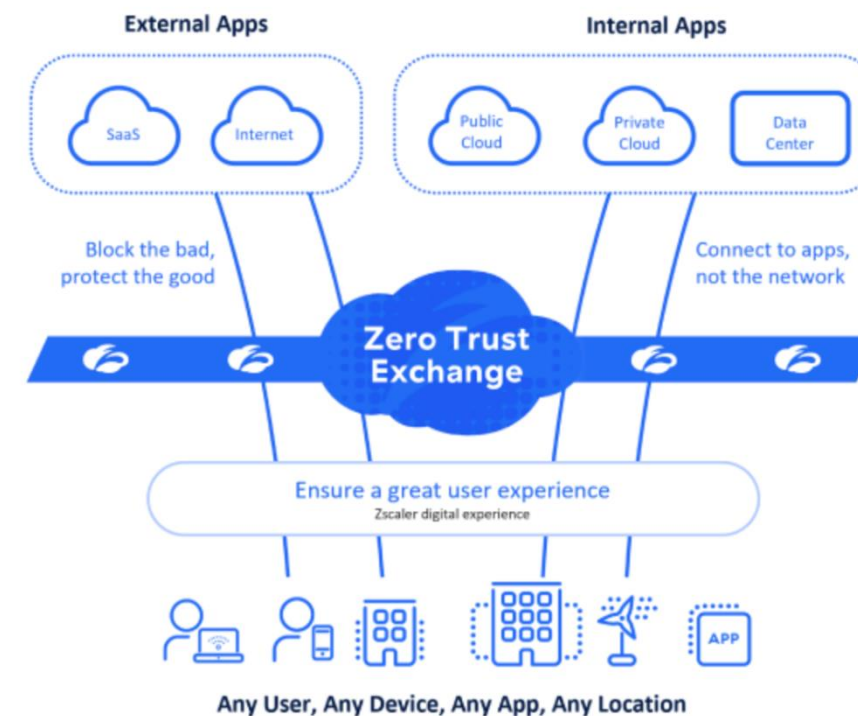 External Apps
Internal Apps
SaaS
Internet
Public
Cloud
Private
Cloud
Data
Center
Block the bad,
protect the good
Connect to apps,
not the network
Zero Trust
Exchange
Ensure a great user experience
Zscaler digital experience
APP
Any User, Any Device, Any App, Any Location